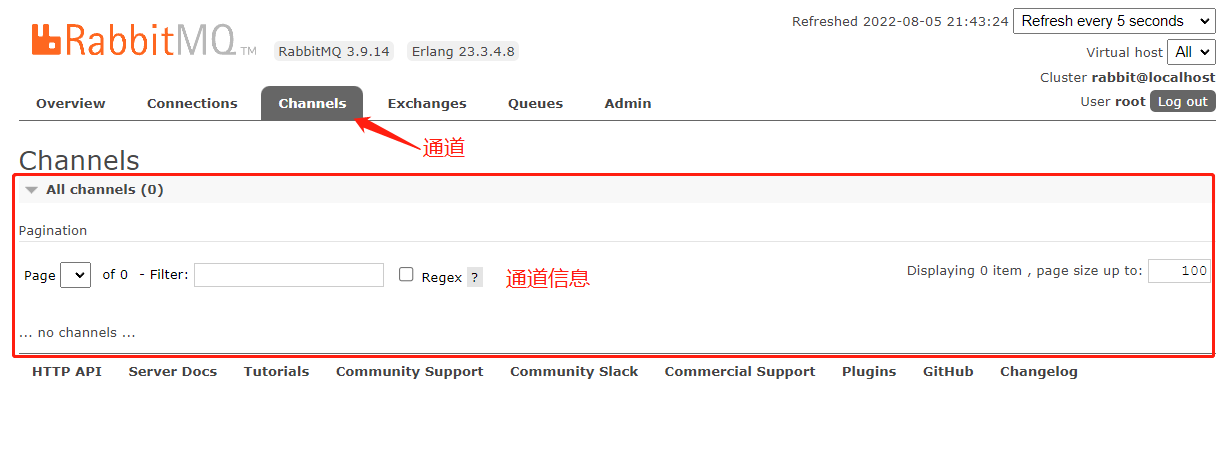 Refreshed 2022-08-05 21:43:24 Refresh every 5 seconds
RabbitMQ TM RabbitMQ 3.9.14 Erlang 23.3.4.8
Virtual host All
Cluster rabbit@localhost
User root Log out
Overview Connections Channels Exchanges Queues Admin
通道
Channels
All channels (0)
Pagination
Page of 0 - Filter: Regex ? 通道信息 Displaying 0 item , page size up to: 100
... no channels ...
HTTP API Server Docs Tutorials Community Support Community Slack Commercial Support Plugins GitHub Changelog